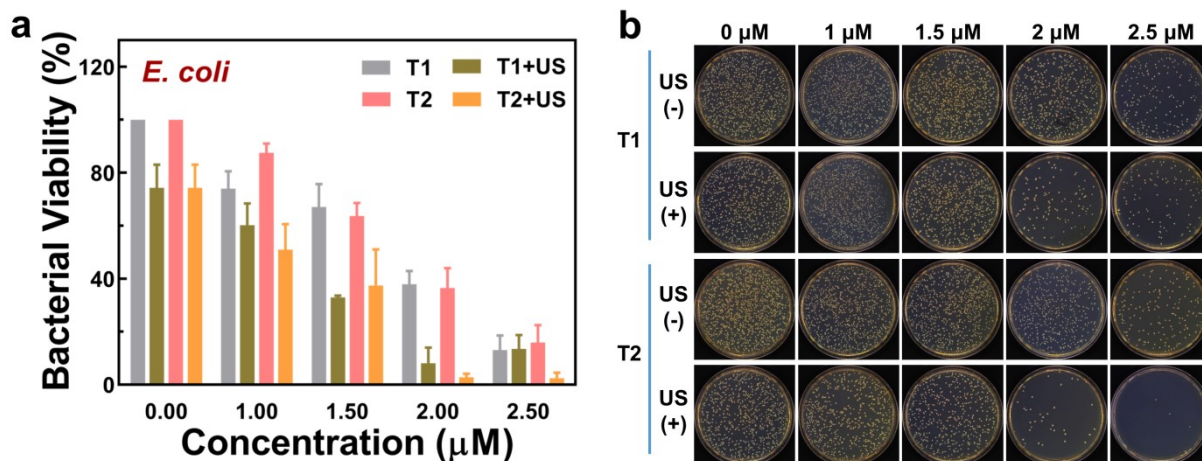 a
Bacterial Viability (%)
120
80
40
0
E. coli
T1
T1+US
T2
T2+US
0.00 1.00 1.50 2.00 2.50
Concentration (μM)
b
0 μM 1 μM 1.5 μM 2 μM 2.5 μM
T1
US
(-)
US
(+)
T2
US
(-)
US
(+)